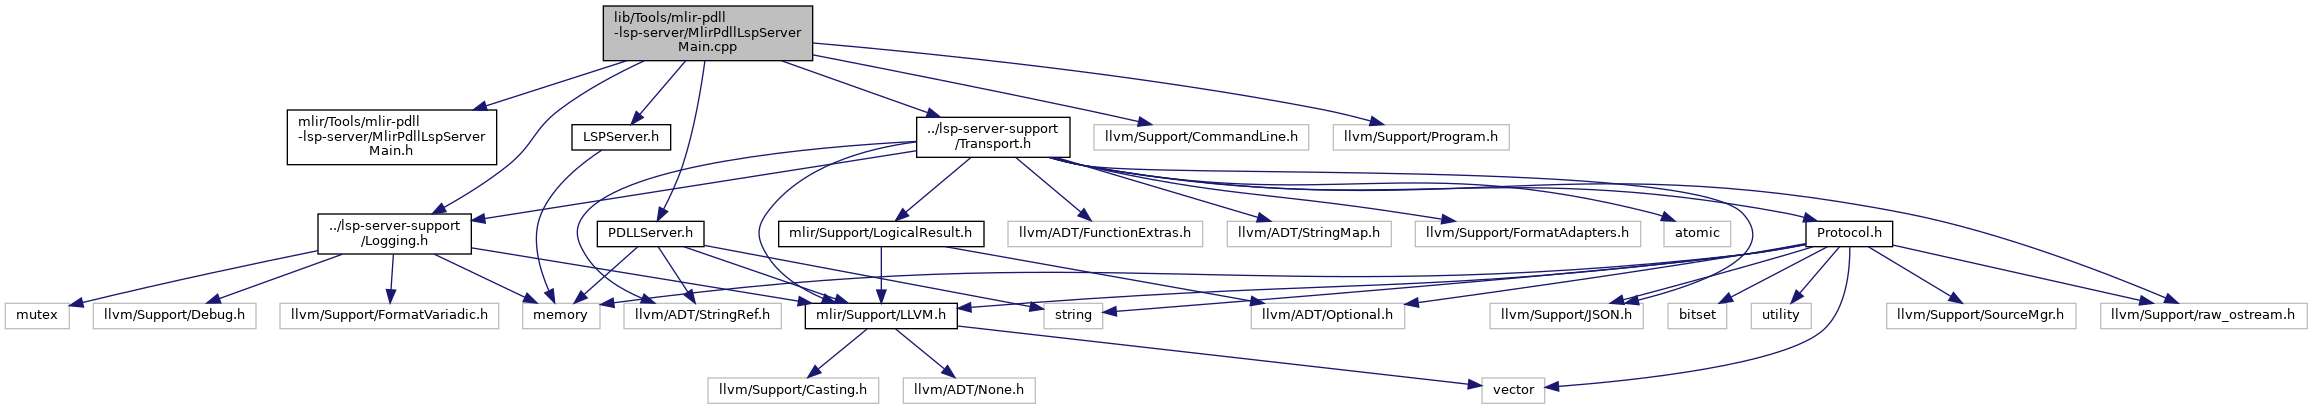 lib/Tools/mlir-pdll
-lsp-server/MlirPdllLspServer
Main.cpp
mlir/Tools/mlir-pdll
-lsp-server/MlirPdllLspServer
Main.h
LSPServer.h
../lsp-server-support
/Transport.h
llvm/Support/CommandLine.h
llvm/Support/Program.h
../lsp-server-support
/Logging.h
PDLLServer.h
mlir/Support/LogicalResult.h
llvm/ADT/FunctionExtras.h
llvm/ADT/StringMap.h
llvm/Support/FormatAdapters.h
atomic
Protocol.h
mutex
llvm/Support/Debug.h
llvm/Support/FormatVariadic.h
memory
llvm/ADT/StringRef.h
mlir/Support/LLVM.h
string
llvm/ADT/Optional.h
llvm/Support/JSON.h
bitset
utility
llvm/Support/SourceMgr.h
llvm/Support/raw_ostream.h
llvm/Support/Casting.h
llvm/ADT/None.h
vector